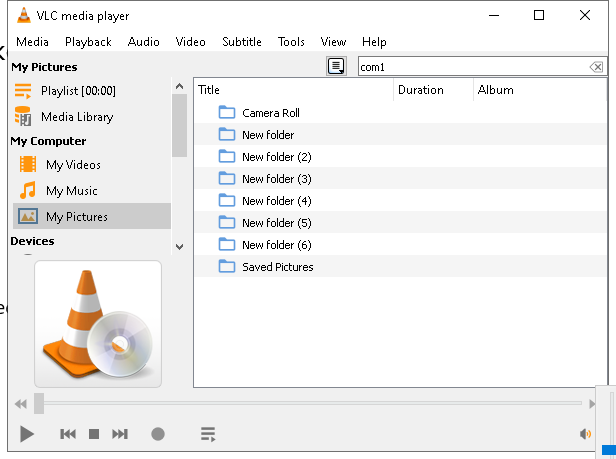 VLC media player
Media Playback Audio Video Subtitle Tools View Help
My Pictures
com1
Playlist [00:00]
Media Library
My Computer
My Videos
My Music
My Pictures
Devices
Title Duration Album
Camera Roll
New folder
New folder (2)
New folder (3)
New folder (4)
New folder (5)
New folder (6)
Saved Pictures